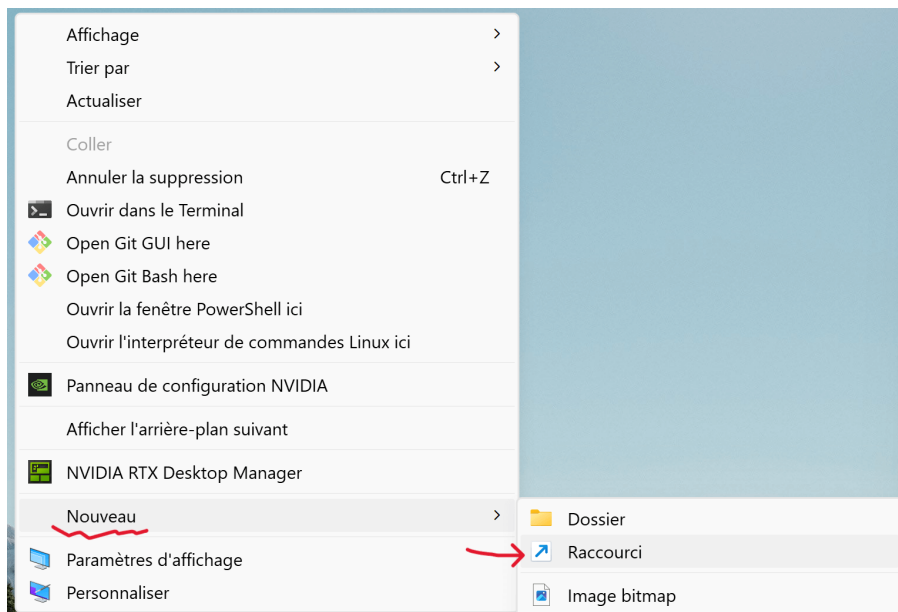 Affichage
Trier par
Actualiser
Coller
Annuler la suppression Ctrl+Z
Ouvrir dans le Terminal
Open Git GUI here
Open Git Bash here
Ouvrir la fenêtre PowerShell ici
Ouvrir l'interpréteur de commandes Linux ici
Panneau de configuration NVIDIA
Afficher l'arrière-plan suivant
NVIDIA RTX Desktop Manager
Nouveau
Paramètres d'affichage
Personnaliser
Dossier
Raccourci
Image bitmap